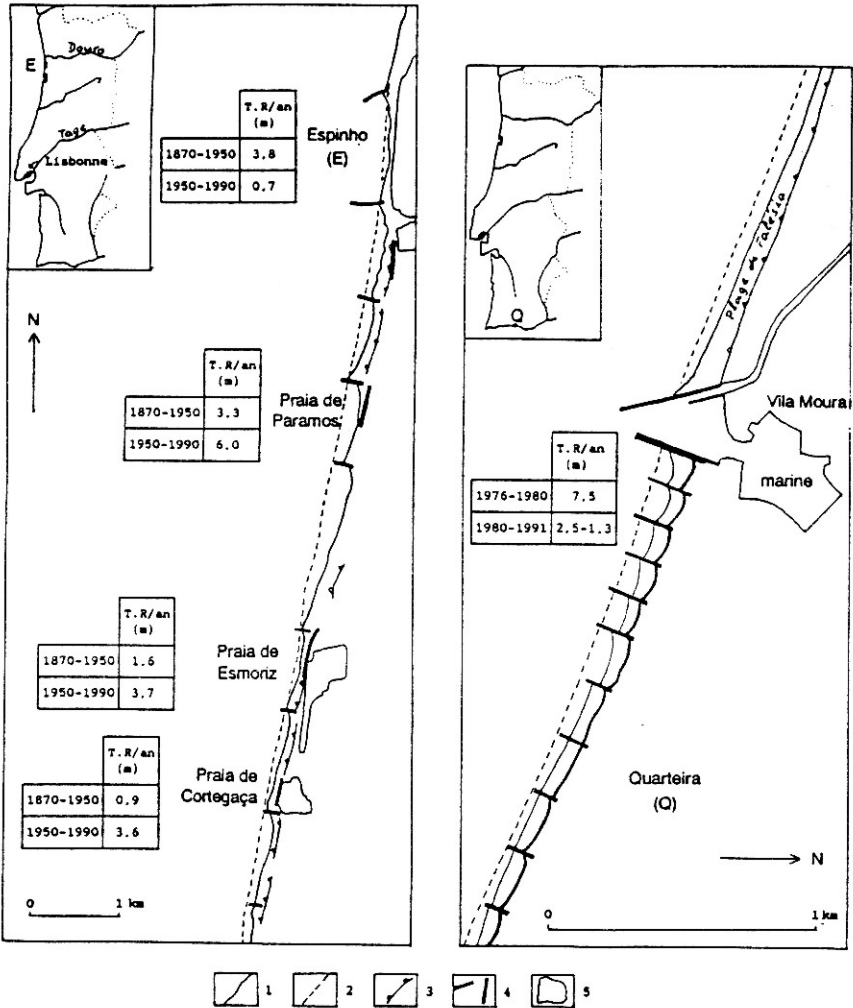 Douro
E
Tage
Lisbonne
T.R/an
(m)
1870-1950 3.8
1950-1990 0.7
Espinho
(E)
N
T.R/an
(m)
1870-1950 3.3
1950-1990 6.0
Praia de
Paramos
T.R/an
(m)
1870-1950 1.6
1950-1990 3.7
Praia de
Esmoriz
T.R/an
(m)
1870-1950 0.9
1950-1990 3.6
Praia de
Cortegaça
0 1 km
Q
Plage da Falésia
Vila Moura
marine
T.R/an
(m)
1976-1980 7.5
1980-1991 2.5-1.3
Quarteira
(Q)
N
0 1 km
1 2 3 4 5